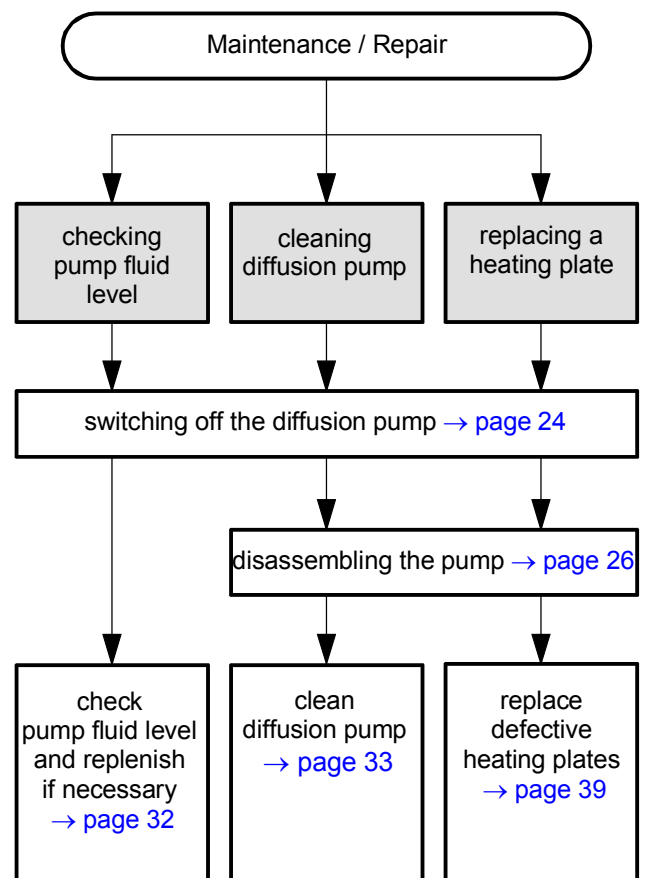 Maintenance / Repair
checking
pump fluid
level
cleaning
diffusion pump
replacing a
heating plate
switching off the diffusion pump → page 24
disassembling the pump → page 26
check
pump fluid level
and replenish
if necessary
→ page 32
clean
diffusion pump
→ page 33
replace
defective
heating plates
→ page 39